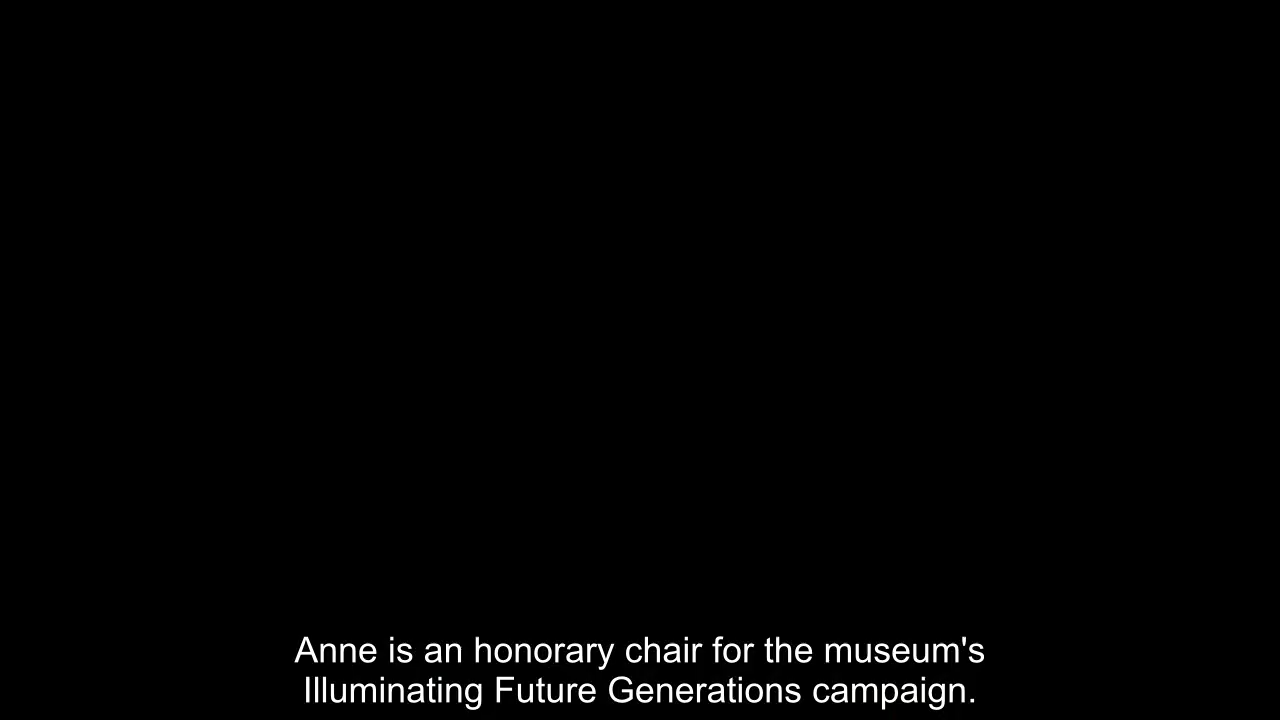 Anne is an honorary chair for the museum's
Illuminating Future Generations campaign.